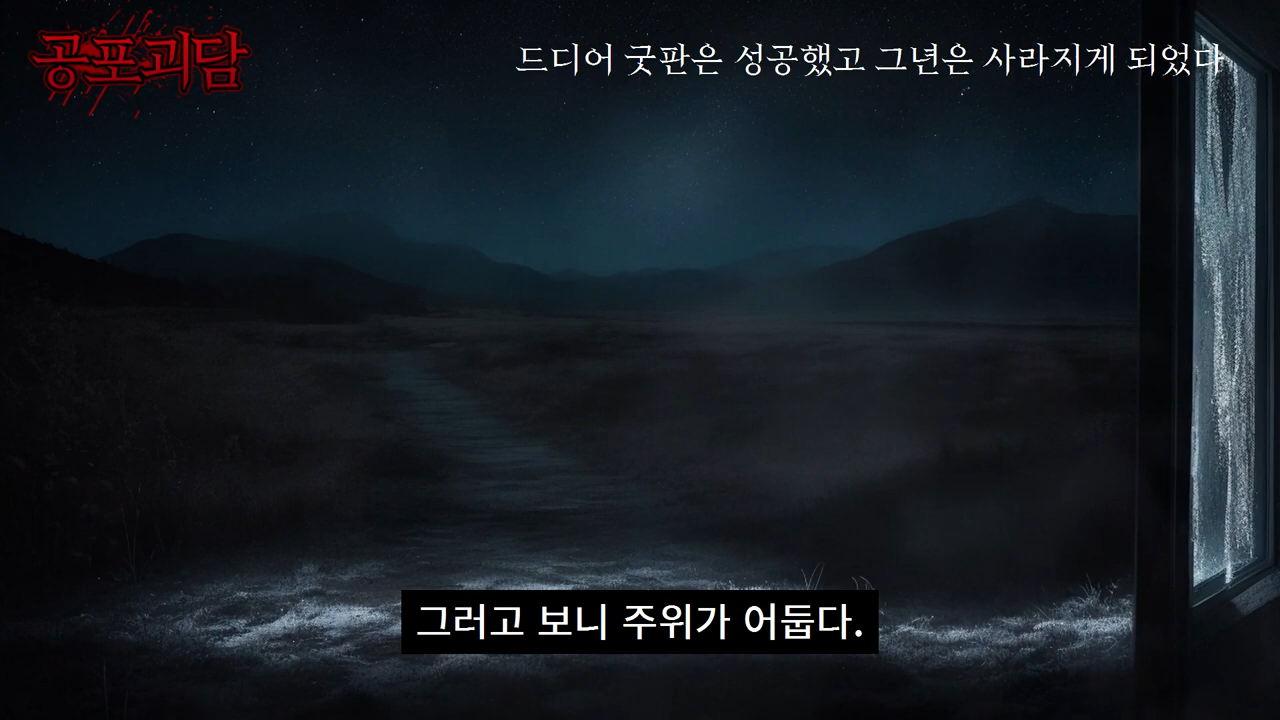 공포괴담
드디어 굿판은 성공했고 그년은 사라지게 되었다
그러고 보니 주위가 어둡다.